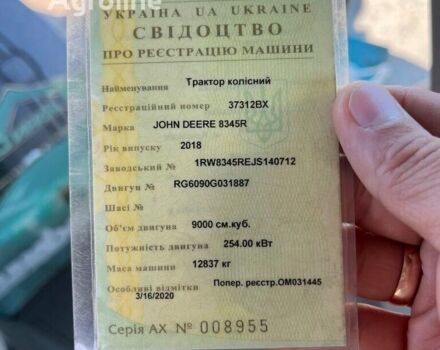 Agroline
УКРАЇНА UA UKRAINE
СВІДОЦТВО
ПРО РЕЄСТРАЦІЮ МАШИНИ
Найменування Трактор колісний
Реєстраційний номер 37312ВХ
Марка JOHN DEERE 8345R
Рік випуску 2018
Заводський № 1RW8345REJS140712
Двигун № RG6090G031887
Шасі №
Об'єм двигуна 9000 см.куб.
Потужність двигуна 254.00 кВт
Маса машини 12837 кг
Особливі відмітки Попер. реєстр.ОМ031445
3/16/2020
Серія АХ № 008955